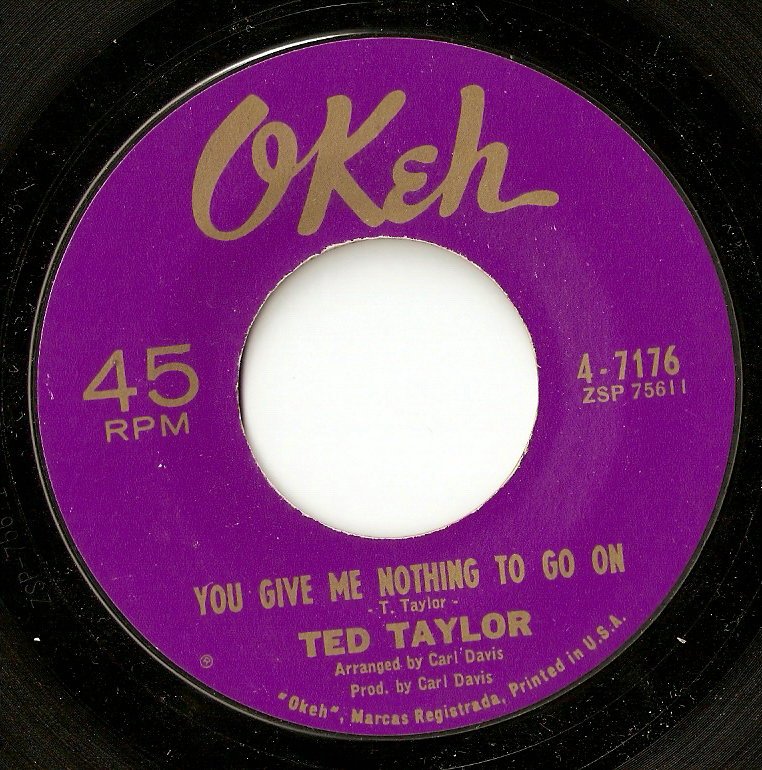 OKeh
45
RPM
4-7176
ZSP 75611
YOU GIVE ME NOTHING TO GO ON
- T. Taylor -
TED TAYLOR
Arranged by Carl Davis
Prod. by Carl Davis
℗
"Okeh", Marcas Registrada, Printed in U.S.A.